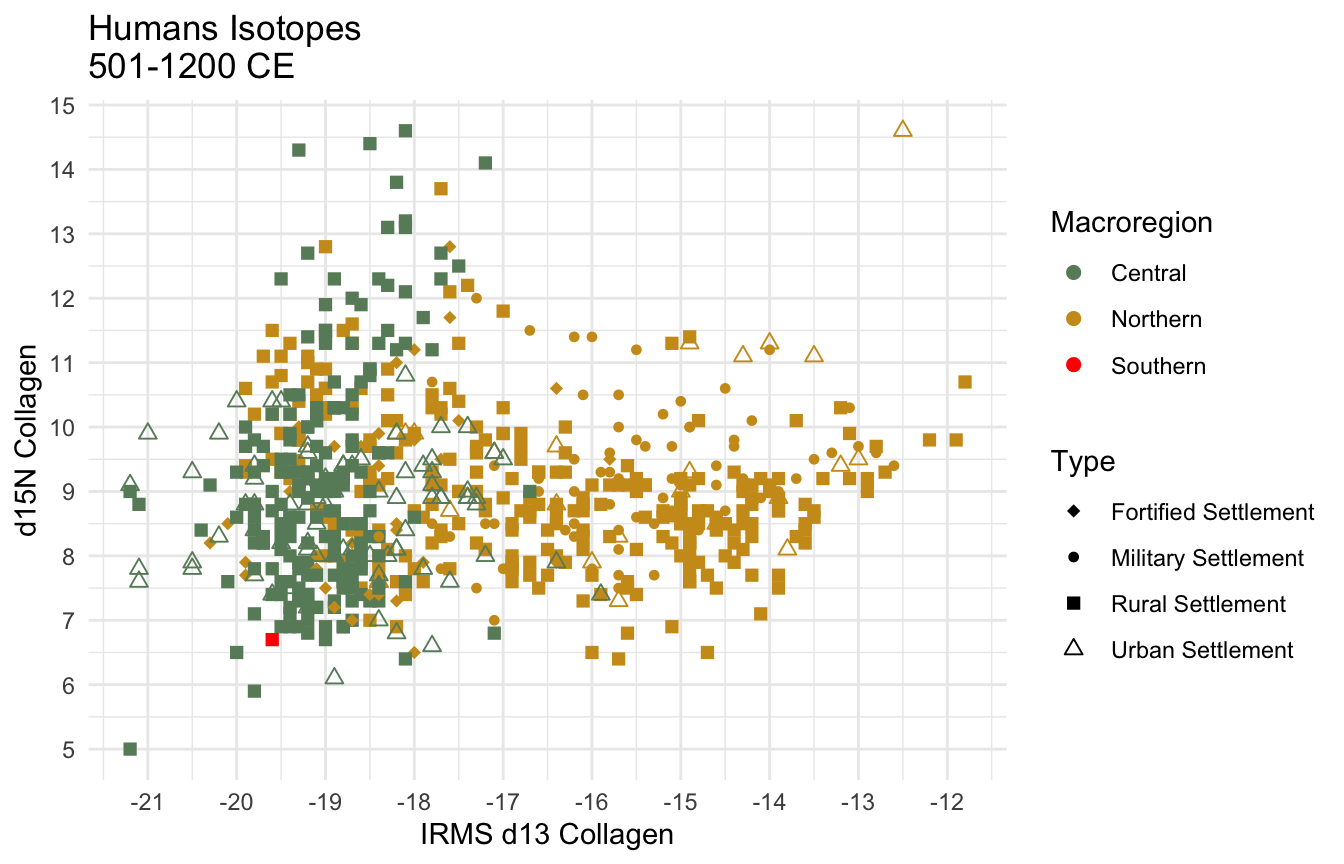 Humans Isotopes
501-1200 CE
15
14
13
12
11
10
9
8
7
6
5
d15N Collagen
-21 -20 -19 -18 -17 -16 -15 -14 -13 -12
IRMS d13 Collagen
Macroregion
Central
Northern
Southern
Type
Fortified Settlement
Military Settlement
Rural Settlement
Urban Settlement